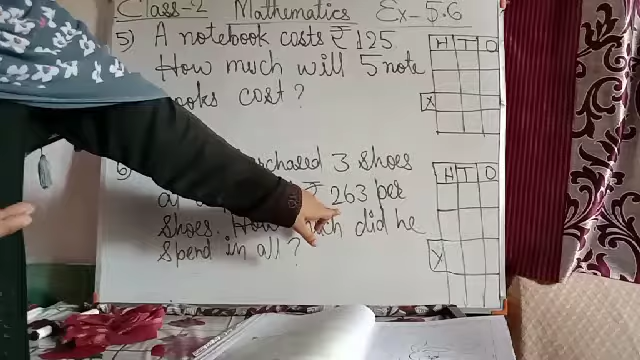 Class-2 Mathematics Ex-5.6
5) A notebook costs ₹125
How much will 5 note
books cost?
H T O
X
6) purchased 3 shoes
₹ 263 per
shoes. How much did he
spend in all?
H T O
X